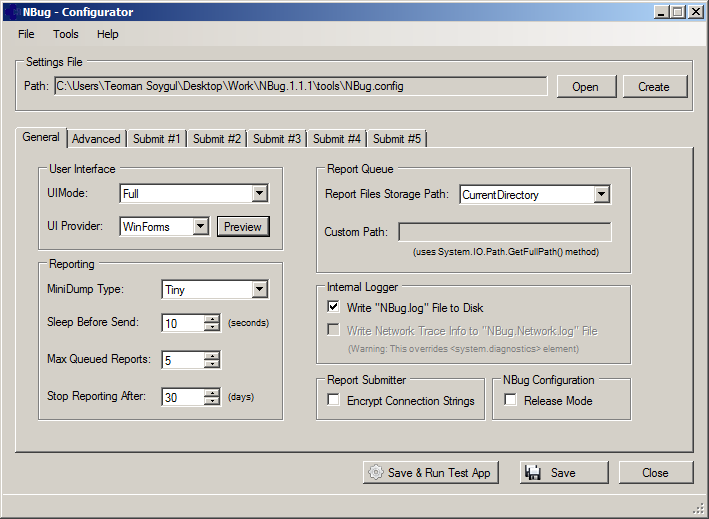 NBug - Configurator
File Tools Help
Settings File
Path: C:\Users\Teoman Soygul\Desktop\Work\NBug.1.1.1\tools\NBug.config Open Create
General Advanced Submit #1 Submit #2 Submit #3 Submit #4 Submit #5
User Interface
UIMode: Full
UI Provider: WinForms Preview
Reporting
MiniDump Type: Tiny
Sleep Before Send: 10 (seconds)
Max Queued Reports: 5
Stop Reporting After: 30 (days)
Report Queue
Report Files Storage Path: CurrentDirectory
Custom Path:
(uses System.IO.Path.GetFullPath() method)
Internal Logger
Write "NBug.log" File to Disk
Write Network Trace Info to "NBug.Network.log" File
(Warning: This overrides <system.diagnostics> element)
Report Submitter
Encrypt Connection Strings
NBug Configuration
Release Mode
Save & Run Test App Save Close